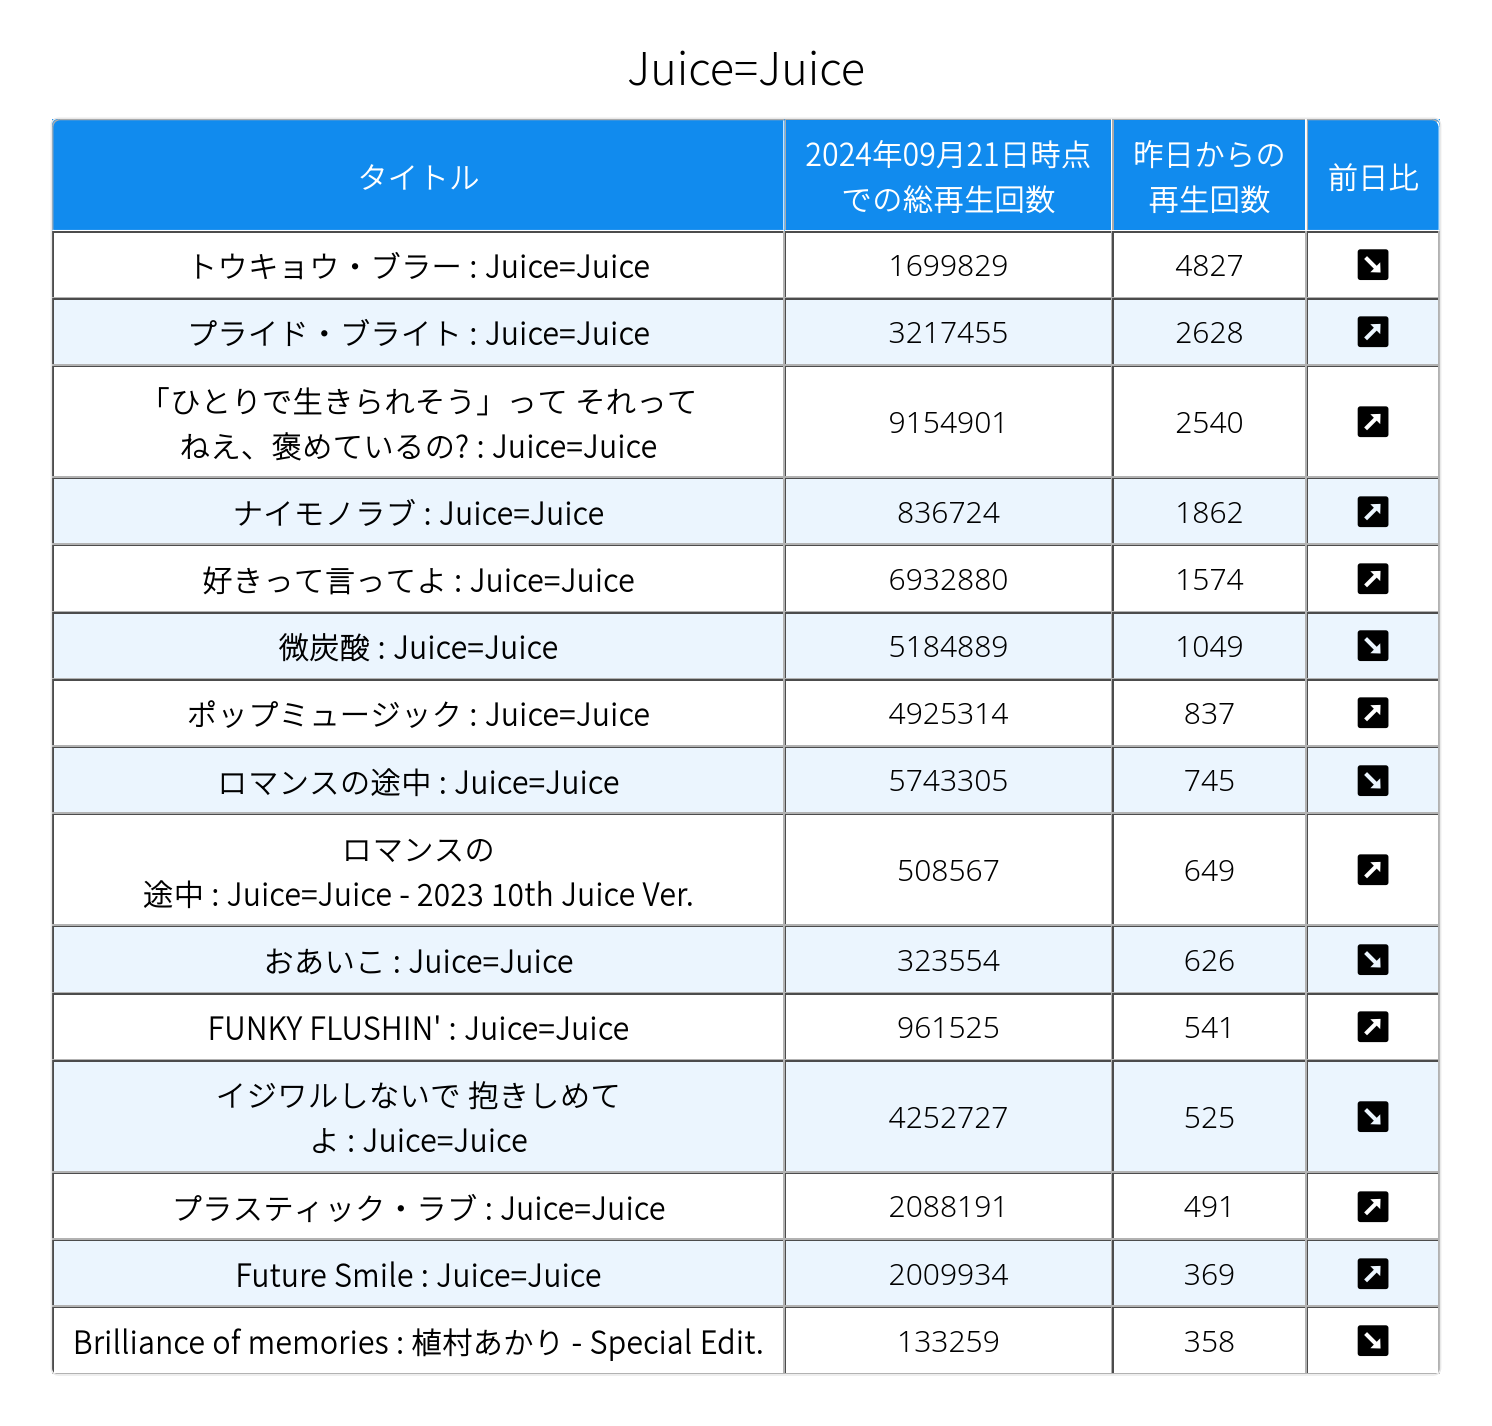 Juice=Juice
タイトル
2024年09月21日時点
での総再生回数
昨日からの
再生回数
前日比
トウキョウ・ブラー : Juice=Juice 1699829 4827
プライド・ブライト : Juice=Juice 3217455 2628
「ひとりで生きられそう」って それって
ねえ、褒めているの? : Juice=Juice 9154901 2540
ナイモノラブ : Juice=Juice 836724 1862
好きって言ってよ : Juice=Juice 6932880 1574
微炭酸 : Juice=Juice 5184889 1049
ポップミュージック : Juice=Juice 4925314 837
ロマンスの途中 : Juice=Juice 5743305 745
ロマンスの
途中 : Juice=Juice - 2023 10th Juice Ver. 508567 649
おあいこ : Juice=Juice 323554 626
FUNKY FLUSHIN' : Juice=Juice 961525 541
イジワルしないで 抱きしめて
よ : Juice=Juice 4252727 525
プラスティック・ラブ : Juice=Juice 2088191 491
Future Smile : Juice=Juice 2009934 369
Brilliance of memories : 植村あかり - Special Edit. 133259 358